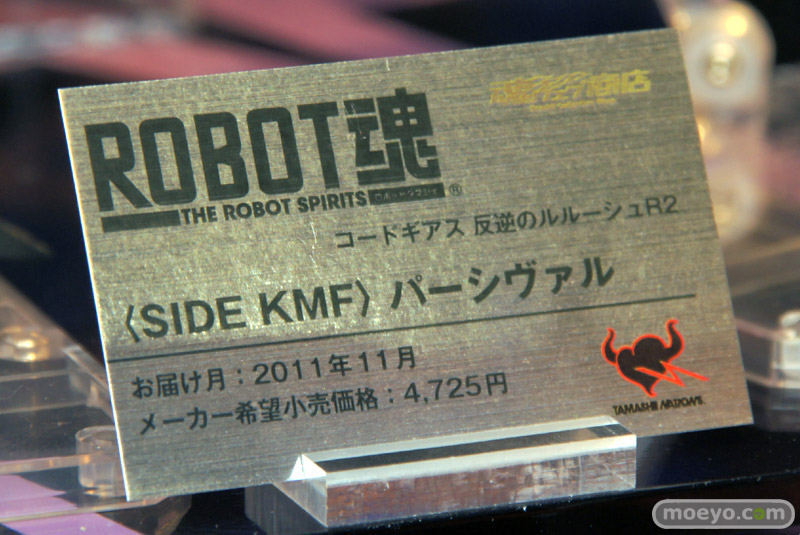 商店
ROBOT魂
THE ROBOT SPIRITS ®
コードギアス 反逆のルルーシュR2
〈SIDE KMF〉 パーシヴァル
お届け月：2011年11月
メーカー希望小売価格：4,725円
TAMASHII NATIONS
moeyo.com